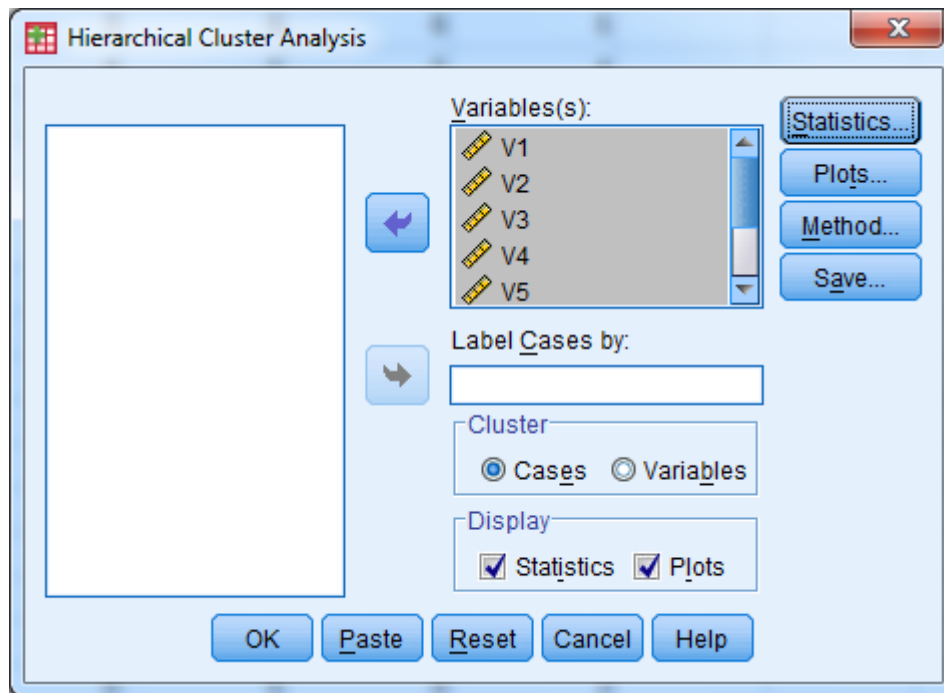 Hierarchical Cluster Analysis
Variables(s):
V1
V2
V3
V4
V5
Statistics...
Plots...
Method...
Save...
Label Cases by:
Cluster
Cases Variables
Display
Statistics Plots
OK Paste Reset Cancel Help